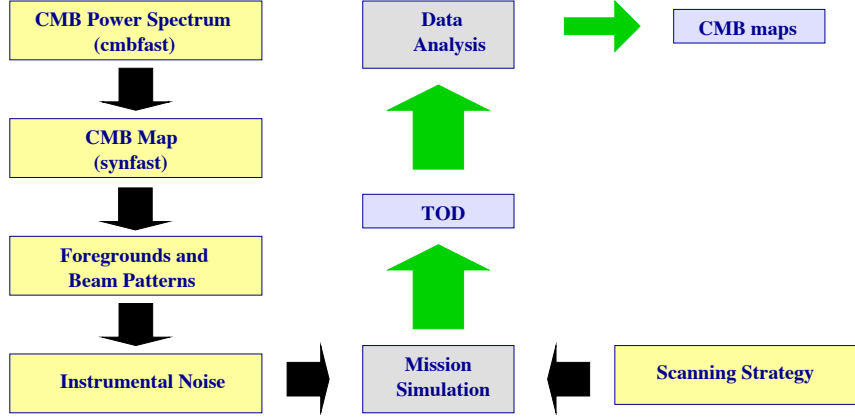 CMB Power Spectrum
(cmbfast)
CMB Map
(synfast)
Foregrounds and
Beam Patterns
Instrumental Noise
Data
Analysis
CMB maps
TOD
Mission
Simulation
Scanning Strategy